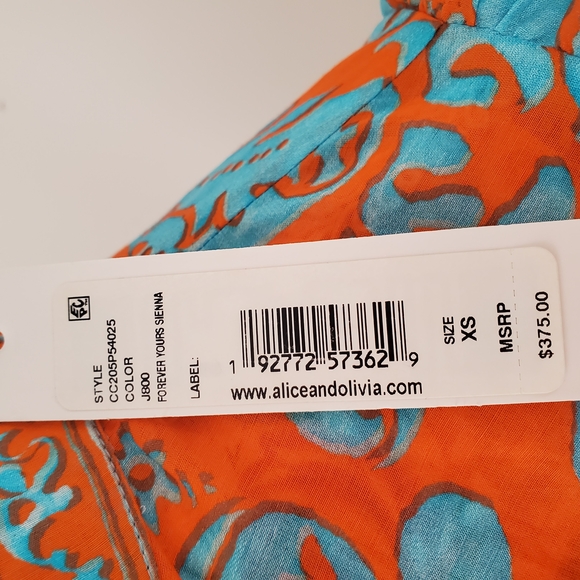 EPC
STYLE
CC205P54025
COLOR
J800
FOREVER YOURS SIENNA
LABEL:
1 92772 57362 9
www.aliceandolivia.com
SIZE
XS
MSRP
$375.00